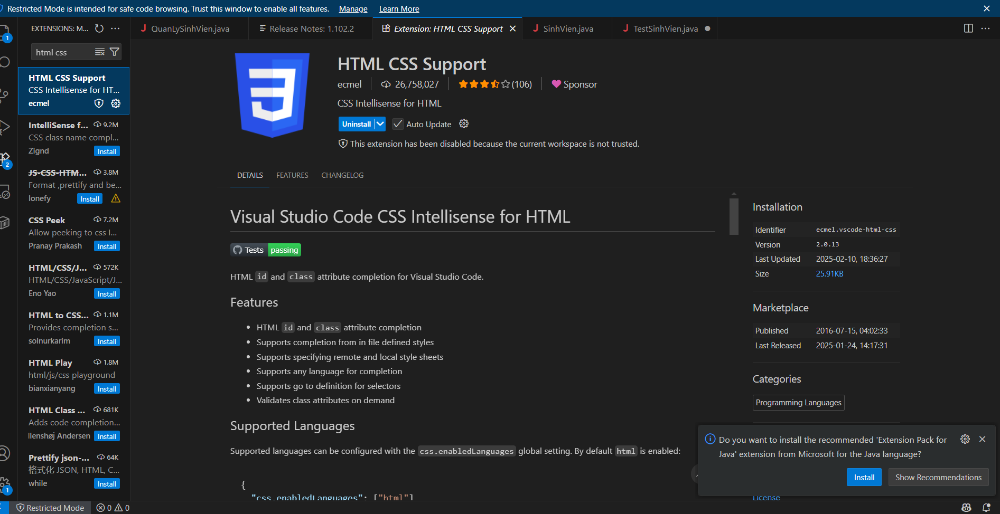 Restricted Mode is intended for safe code browsing. Trust this window to enable all features. Manage Learn More
EXTENSIONS: M...
QuanLySinhVien.java
Release Notes: 1.102.2
Extension: HTML CSS Support
SinhVien.java
TestSinhVien.java
1
2
1
html css
HTML CSS Support
CSS Intellisense for HT...
ecmel
IntelliSense f... 9.2M
CSS class name compl...
Zignd Install
JS-CSS-HTM... 3.8M
Format ,prettify and be...
lonefy Install
CSS Peek 7.2M
Allow peeking to css I...
Pranay Prakash Install
HTML/CSS/J... 572K
HTML/CSS/JavaScript/J...
Eno Yao Install
HTML to CSS... 1.1M
Provides completion s...
solnurkarim Install
HTML Play 1.8M
html/js/css playground
bianxianyang Install
HTML Class ... 681K
Adds code completion...
llenshøj Andersen Install
Prettify json-... 64K
格式化 JSON, HTML, C...
while Install
HTML CSS Support
ecmel 26,758,027 (106) Sponsor
CSS Intellisense for HTML
Uninstall Auto Update
This extension has been disabled because the current workspace is not trusted.
DETAILS FEATURES CHANGELOG
Visual Studio Code CSS Intellisense for HTML
Tests passing
HTML id and class attribute completion for Visual Studio Code.
Features
• HTML id and class attribute completion
• Supports completion from in file defined styles
• Supports specifying remote and local style sheets
• Supports any language for completion
• Supports go to definition for selectors
• Validates class attributes on demand
Supported Languages
Supported languages can be configured with the css.enabledLanguages global setting. By default html is enabled:
{
"css.enabledLanguages": ["html"]
Installation
Identifier ecmel.vscode-html-css
Version 2.0.13
Last Updated 2025-02-10, 18:36:27
Size 25.91KB
Marketplace
Published 2016-07-15, 04:02:33
Last Released 2025-01-24, 14:17:31
Categories
Programming Languages
Do you want to install the recommended 'Extension Pack for
Java' extension from Microsoft for the Java language?
Install Show Recommendations
License
Restricted Mode 0 0